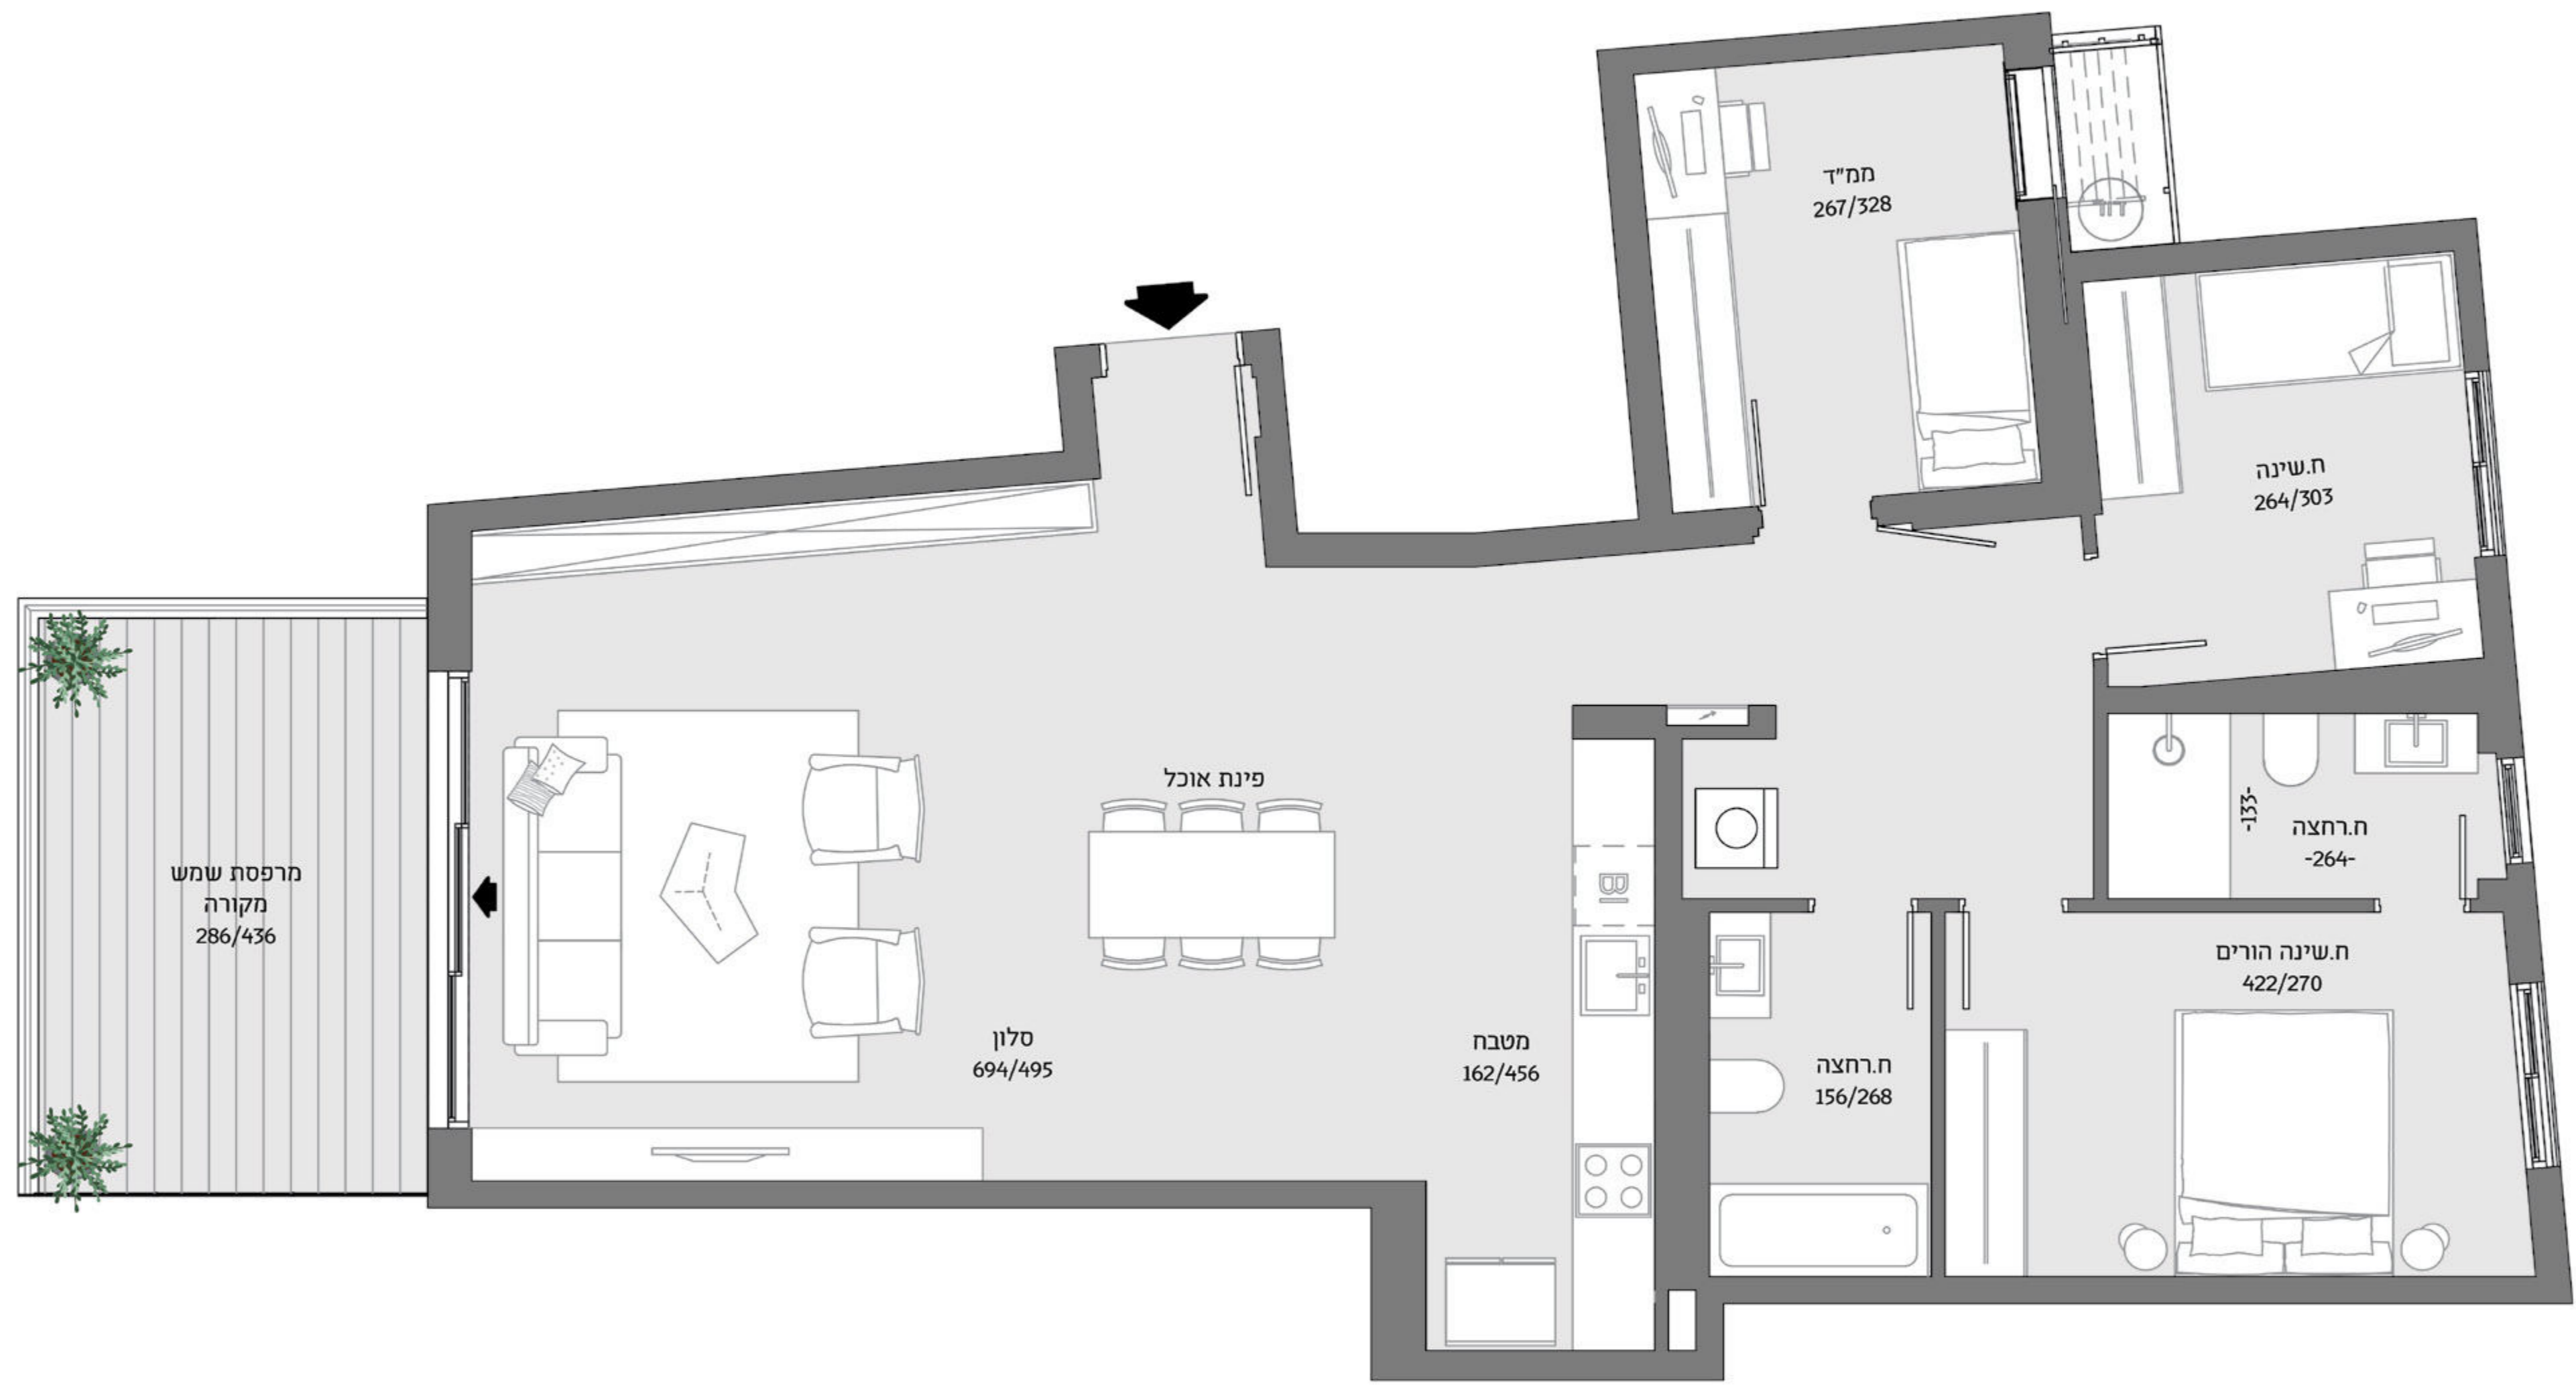 ממ״ד
267/328
ח.שינה
264/303
פינת אוכל
מרפסת שמש
מקורה
286/436
ח.רחצה
-264-
-133-
ח.שינה הורים
422/270
סלון
694/495
מטבח
162/456
ח.רחצה
156/268